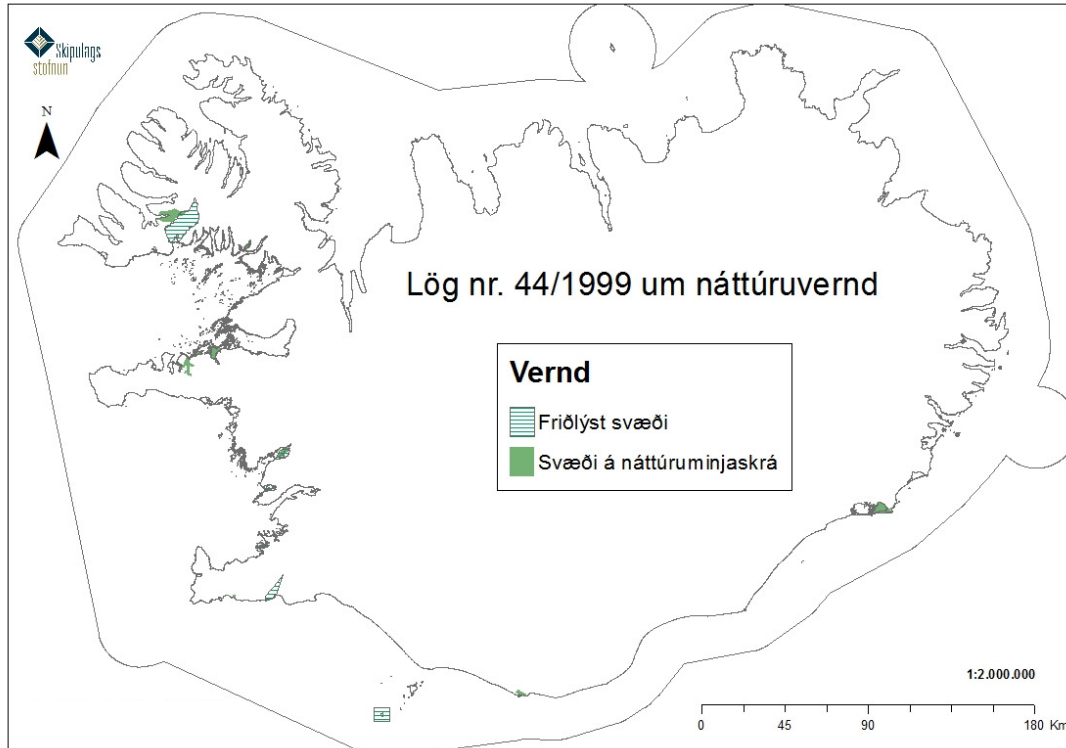 Skipulags
stofnun
N
Lög nr. 44/1999 um náttúruvernd
Vernd
Friðlýst svæði
Svæði á náttúruminjaskrá
1:2.000.000
0 45 90 180 Km